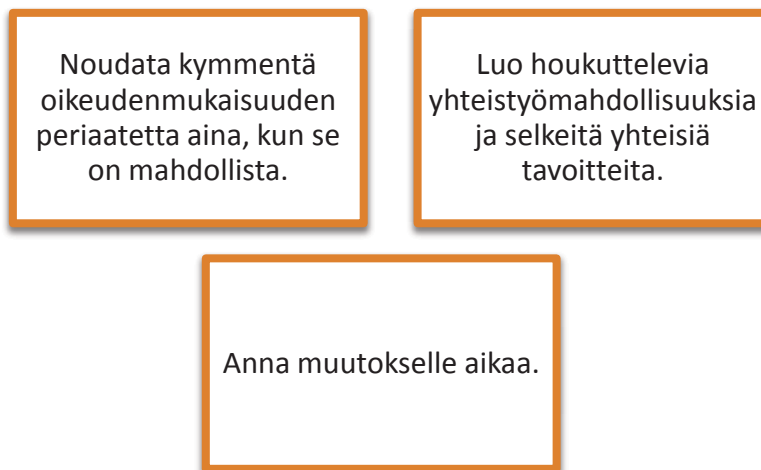 Noudata kymmentä
oikeudenmukaisuuden
periaatetta aina, kun se
on mahdollista.
Luo houkuttelevia
yhteistyömahdollisuuksia
ja selkeitä yhteisiä
tavoitteita.
Anna muutokselle aikaa.